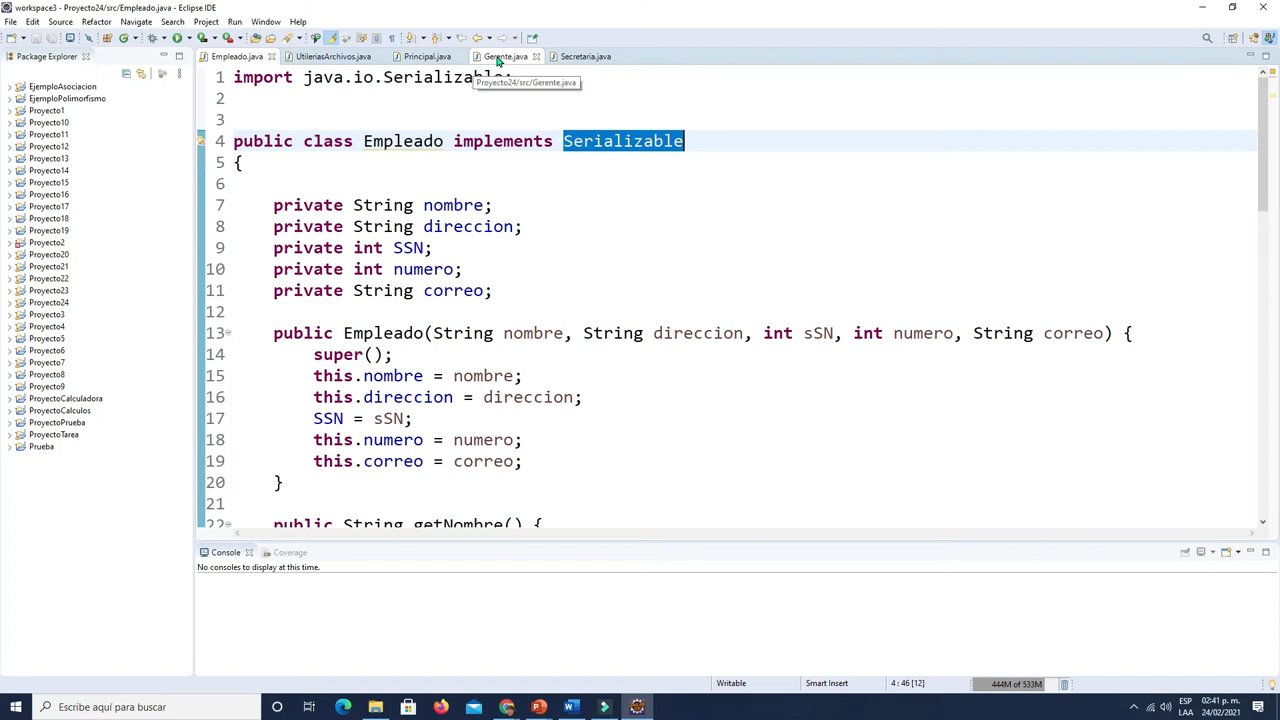 workspace3 - Proyecto24/src/Empleado.java - Eclipse IDE
File Edit Source Refactor Navigate Search Project Run Window Help
Package Explorer
Empleado.java UtileriasArchivos.java Principal.java Gerente.java Secretaria.java
Proyecto24/src/Gerente.java
EjemploAsociacion
EjemploPolimorfismo
Proyecto1
Proyecto10
Proyecto11
Proyecto12
Proyecto13
Proyecto14
Proyecto15
Proyecto16
Proyecto17
Proyecto18
Proyecto19
Proyecto2
Proyecto20
Proyecto21
Proyecto22
Proyecto23
Proyecto24
Proyecto3
Proyecto4
Proyecto5
Proyecto6
Proyecto7
Proyecto8
Proyecto9
ProyectoCalculadora
ProyectoCalculos
ProyectoPrueba
ProyectoTarea
Prueba
1 import java.io.Serializable;
2
3
4 public class Empleado implements Serializable
5 {
6
7 private String nombre;
8 private String direccion;
9 private int SSN;
10 private int numero;
11 private String correo;
12
13 public Empleado(String nombre, String direccion, int sSN, int numero, String correo) {
14 super();
15 this.nombre = nombre;
16 this.direccion = direccion;
17 SSN = sSN;
18 this.numero = numero;
19 this.correo = correo;
20 }
21
22 public String getNombre() {
Console Coverage
No consoles to display at this time.
Writable Smart Insert 4 : 46 [12] 444M of 533M
Escribe aquí para buscar
ESP 02:41 p. m.
LAA 24/02/2021